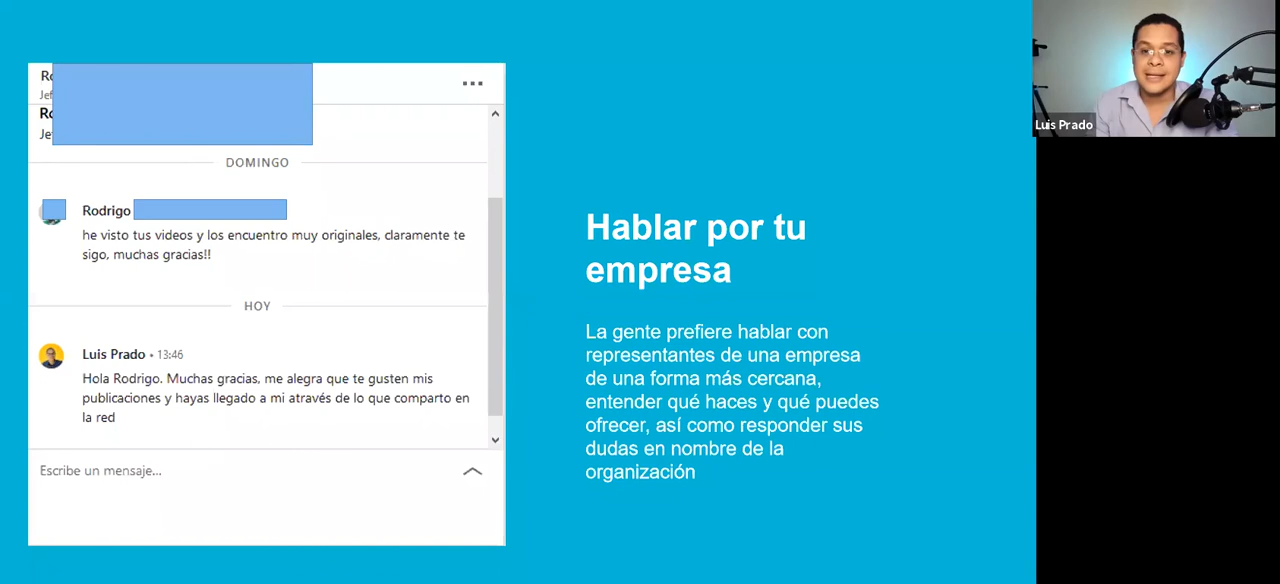 Jef
Jef
DOMINGO
Rodrigo
he visto tus videos y los encuentro muy originales, claramente te
sigo, muchas gracias!!
HOY
Luis Prado • 13:46
Hola Rodrigo. Muchas gracias, me alegra que te gusten mis
publicaciones y hayas llegado a mi através de lo que comparto en
la red
Escribe un mensaje...
Hablar por tu
empresa
La gente prefiere hablar con
representantes de una empresa
de una forma más cercana,
entender qué haces y qué puedes
ofrecer, así como responder sus
dudas en nombre de la
organización
Luis Prado